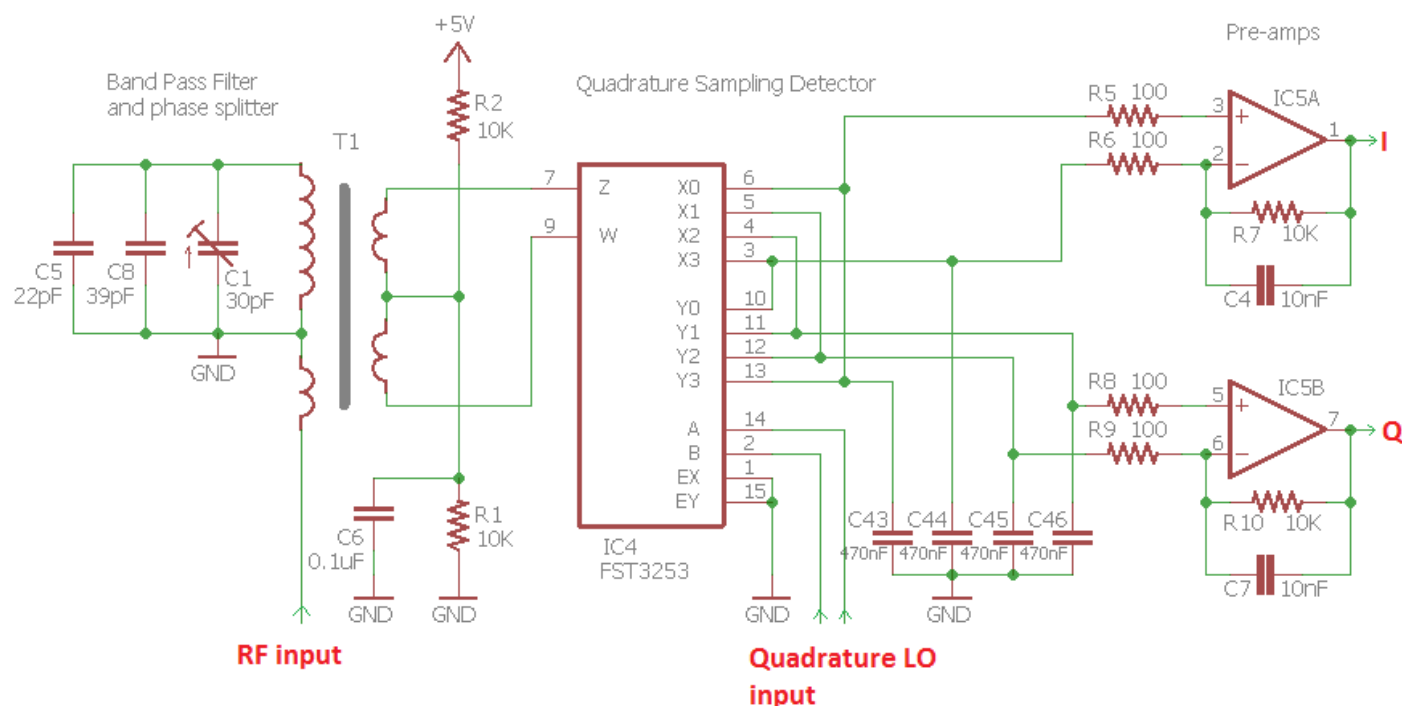 Pre-amps
+5V
Band Pass Filter
and phase splitter
Quadrature Sampling Detector
R2
10K
T1
C5
22pF
C8
39pF
C1
30pF
GND
7
Z
9
W
X0
6
X1
5
X2
4
X3
3
Y0
10
Y1
11
Y2
12
Y3
13
A
14
B
2
EX
1
EY
15
IC4
FST3253
R5 100
R6 100
3
+
2
−
IC5A
1
I
R7 10K
C4 10nF
R8 100
R9 100
5
+
6
−
IC5B
7
Q
R10 10K
C7 10nF
C43
470nF
C44
470nF
C45
470nF
C46
470nF
C6
0.1uF
R1
10K
GND
GND
GND
GND
RF input
Quadrature LO
input